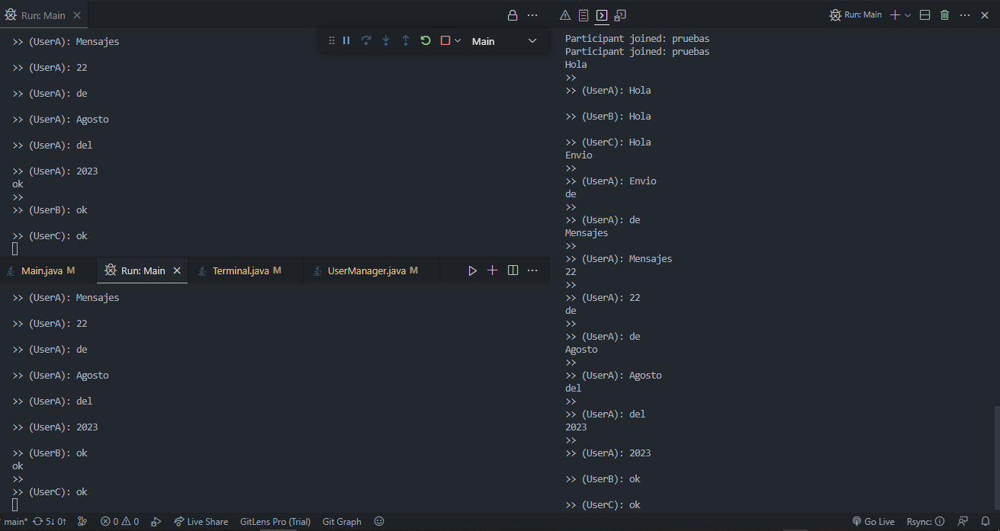 Run: Main
>> (UserA): Mensajes
>> (UserA): 22
>> (UserA): de
>> (UserA): Agosto
>> (UserA): del
>> (UserA): 2023
ok
>>
>> (UserB): ok
>> (UserC): ok
Main
Main.java M
Run: Main
Terminal.java M
UserManager.java M
>> (UserA): Mensajes
>> (UserA): 22
>> (UserA): de
>> (UserA): Agosto
>> (UserA): del
>> (UserA): 2023
>> (UserB): ok
ok
>>
>> (UserC): ok
Run: Main
Participant joined: pruebas
Participant joined: pruebas
Hola
>>
>> (UserA): Hola
>> (UserB): Hola
>> (UserC): Hola
Envio
>>
>> (UserA): Envio
de
>>
>> (UserA): de
Mensajes
>>
>> (UserA): Mensajes
22
>>
>> (UserA): 22
de
>>
>> (UserA): de
Agosto
>>
>> (UserA): Agosto
del
>>
>> (UserA): del
2023
>>
>> (UserA): 2023
>> (UserB): ok
>> (UserC): ok
main* 5↓ 0↑ 0 0 Live Share GitLens Pro (Trial) Git Graph Go Live Rsync: